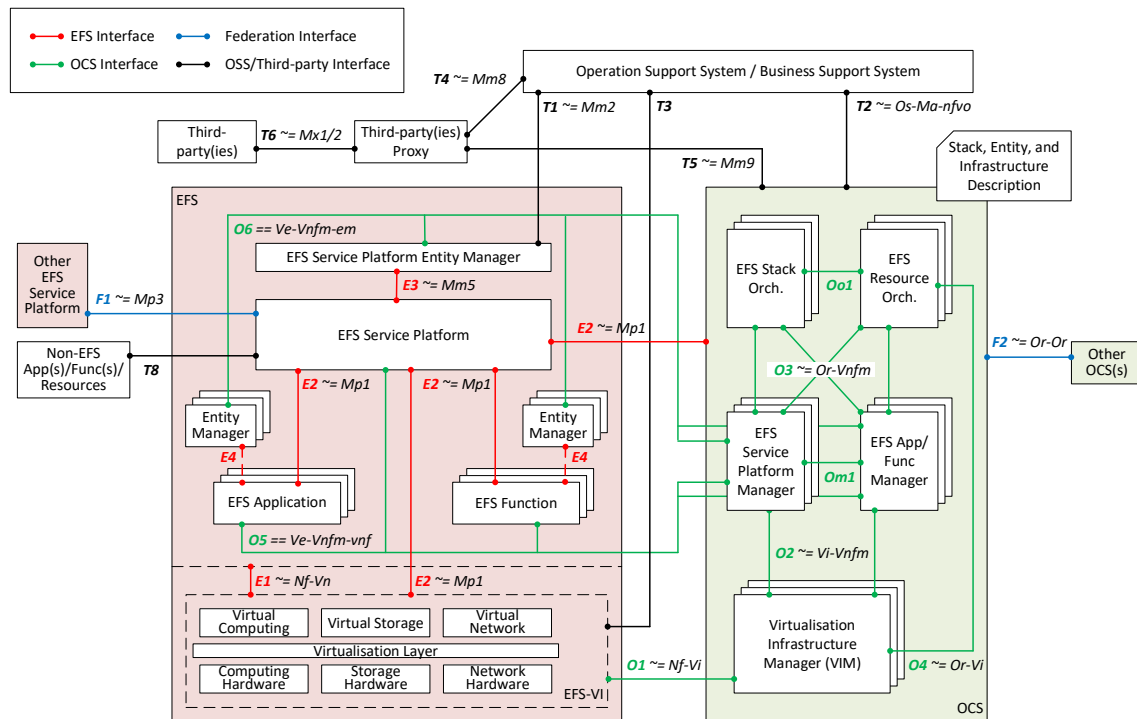 EFS Interface
Federation Interface
OCS Interface
OSS/Third-party Interface
Operation Support System / Business Support System
T4 ~= Mm8
T1 ~= Mm2
T3
T2 ~= Os-Ma-nfvo
Third-
party(ies)
T6 ~= Mx1/2
Third-party(ies)
Proxy
T5 ~= Mm9
Stack, Entity, and
Infrastructure
Description
EFS
OCS
O6 == Ve-Vnfm-em
EFS Service Platform Entity Manager
E3 ~= Mm5
EFS Service Platform
Other
EFS
Service
Platform
F1 ~= Mp3
Non-EFS
App(s)/Func(s)/
Resources
T8
E2 ~= Mp1
E2 ~= Mp1
E2 ~= Mp1
Entity
Manager
Entity
Manager
E4
E4
EFS Application
EFS Function
O5 == Ve-Vnfm-vnf
E1 ~= Nf-Vn
E2 ~= Mp1
Virtual
Computing
Virtual Storage
Virtual
Network
Virtualisation Layer
Computing
Hardware
Storage
Hardware
Network
Hardware
EFS-VI
O1 ~= Nf-Vi
EFS Stack
Orch.
Oo1
EFS
Resource
Orch.
F2 ~= Or-Or
Other
OCS(s)
O3 ~= Or-Vnfm
EFS
Service
Platform
Manager
Om1
EFS App/
Func
Manager
O2 ~= Vi-Vnfm
Virtualisation
Infrastructure
Manager (VIM)
O4 ~= Or-Vi